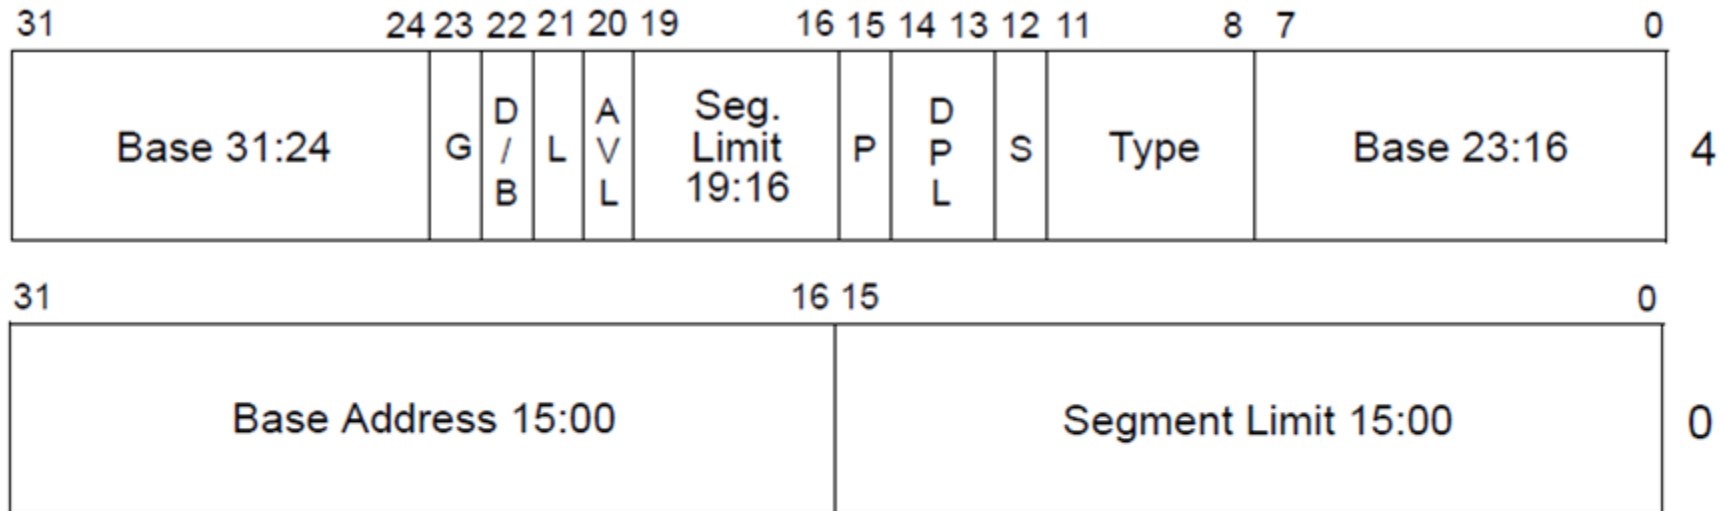 31 24 23 22 21 20 19 16 15 14 13 12 11 8 7 0
Base 31:24 G D/B L AVL Seg. Limit 19:16 P DPL S Type Base 23:16 4
31 16 15 0
Base Address 15:00 Segment Limit 15:00 0